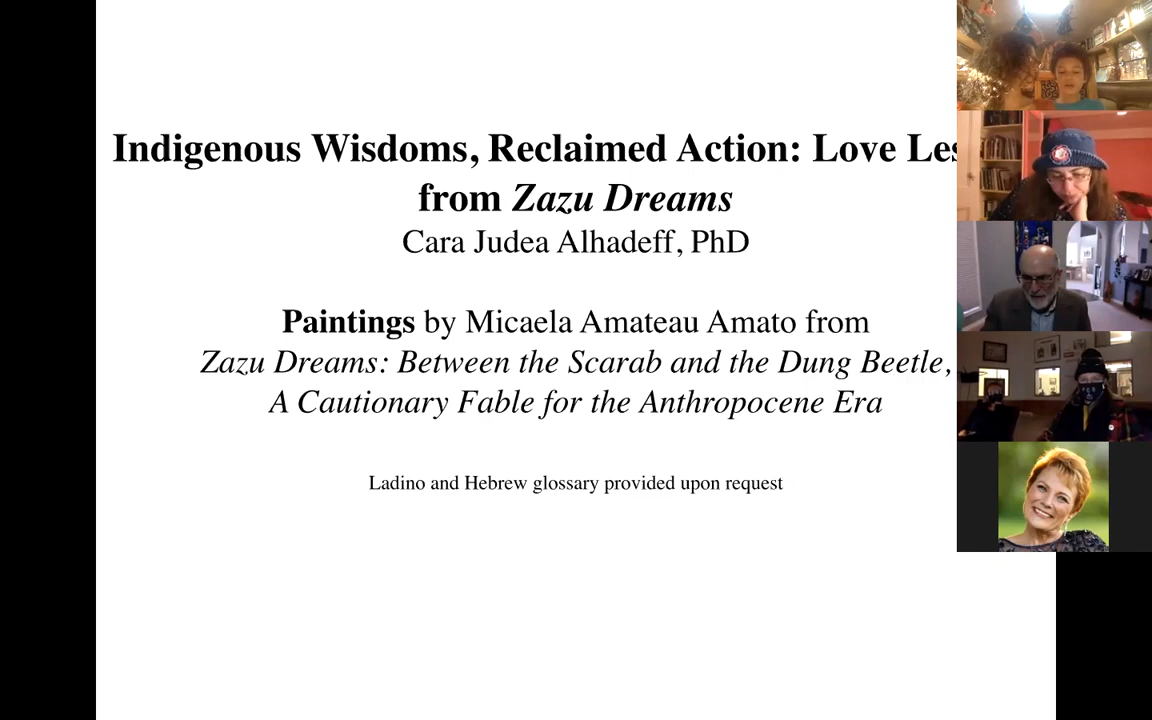 Indigenous Wisdoms, Reclaimed Action: Love
from Zazu Dreams
Cara Judea Alhadeff, PhD
Paintings by Micaela Amateau Amato from
Zazu Dreams: Between the Scarab and the Dung Beetle,
A Cautionary Fable for the Anthropocene Era
Ladino and Hebrew glossary provided upon request